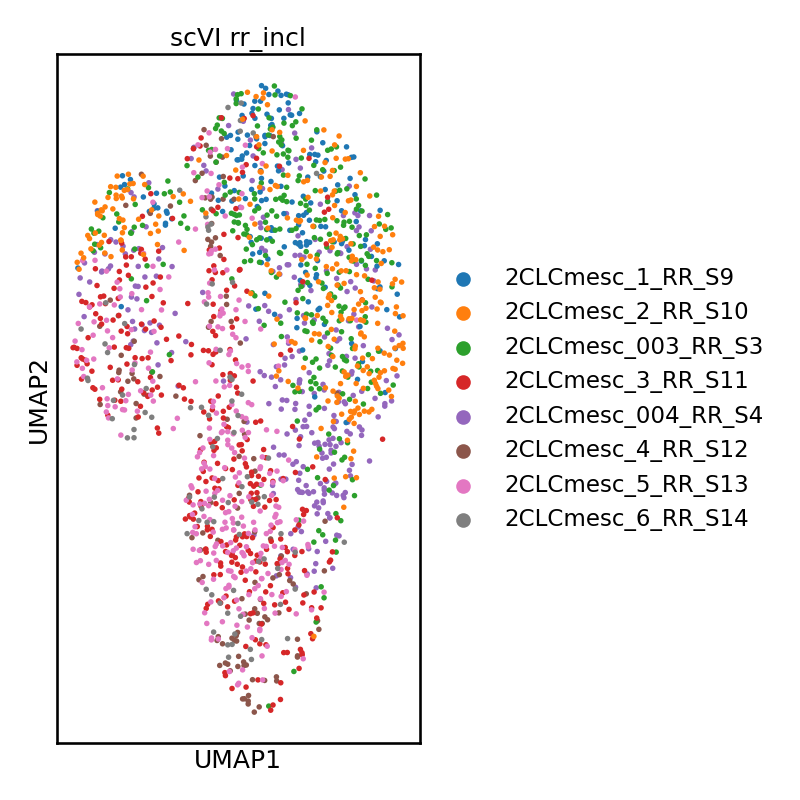 scVI rr_incl
UMAP2
UMAP1
2CLCmesc_1_RR_S9
2CLCmesc_2_RR_S10
2CLCmesc_003_RR_S3
2CLCmesc_3_RR_S11
2CLCmesc_004_RR_S4
2CLCmesc_4_RR_S12
2CLCmesc_5_RR_S13
2CLCmesc_6_RR_S14